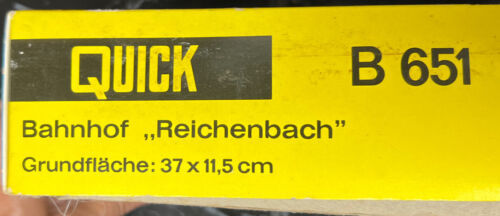 QUICK B 651
Bahnhof „Reichenbach”
Grundfläche: 37 x 11,5 cm